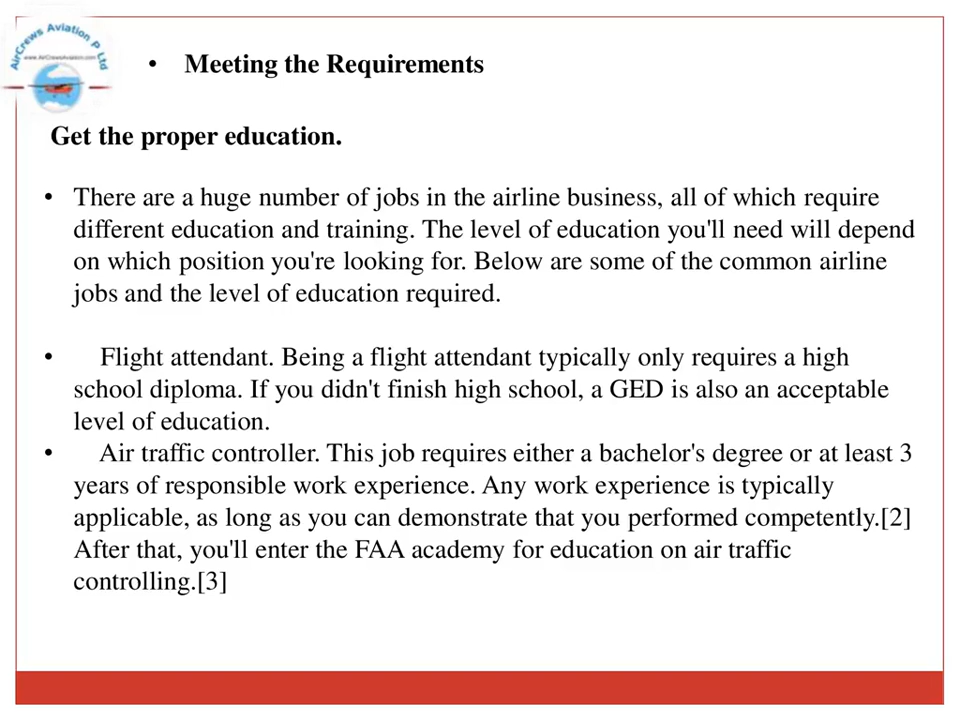 AirCrews Aviation P Ltd
www.AirCrewsAviation.com
• Meeting the Requirements
Get the proper education.
• There are a huge number of jobs in the airline business, all of which require
different education and training. The level of education you'll need will depend
on which position you're looking for. Below are some of the common airline
jobs and the level of education required.
• Flight attendant. Being a flight attendant typically only requires a high
school diploma. If you didn't finish high school, a GED is also an acceptable
level of education.
• Air traffic controller. This job requires either a bachelor's degree or at least 3
years of responsible work experience. Any work experience is typically
applicable, as long as you can demonstrate that you performed competently.[2]
After that, you'll enter the FAA academy for education on air traffic
controlling.[3]